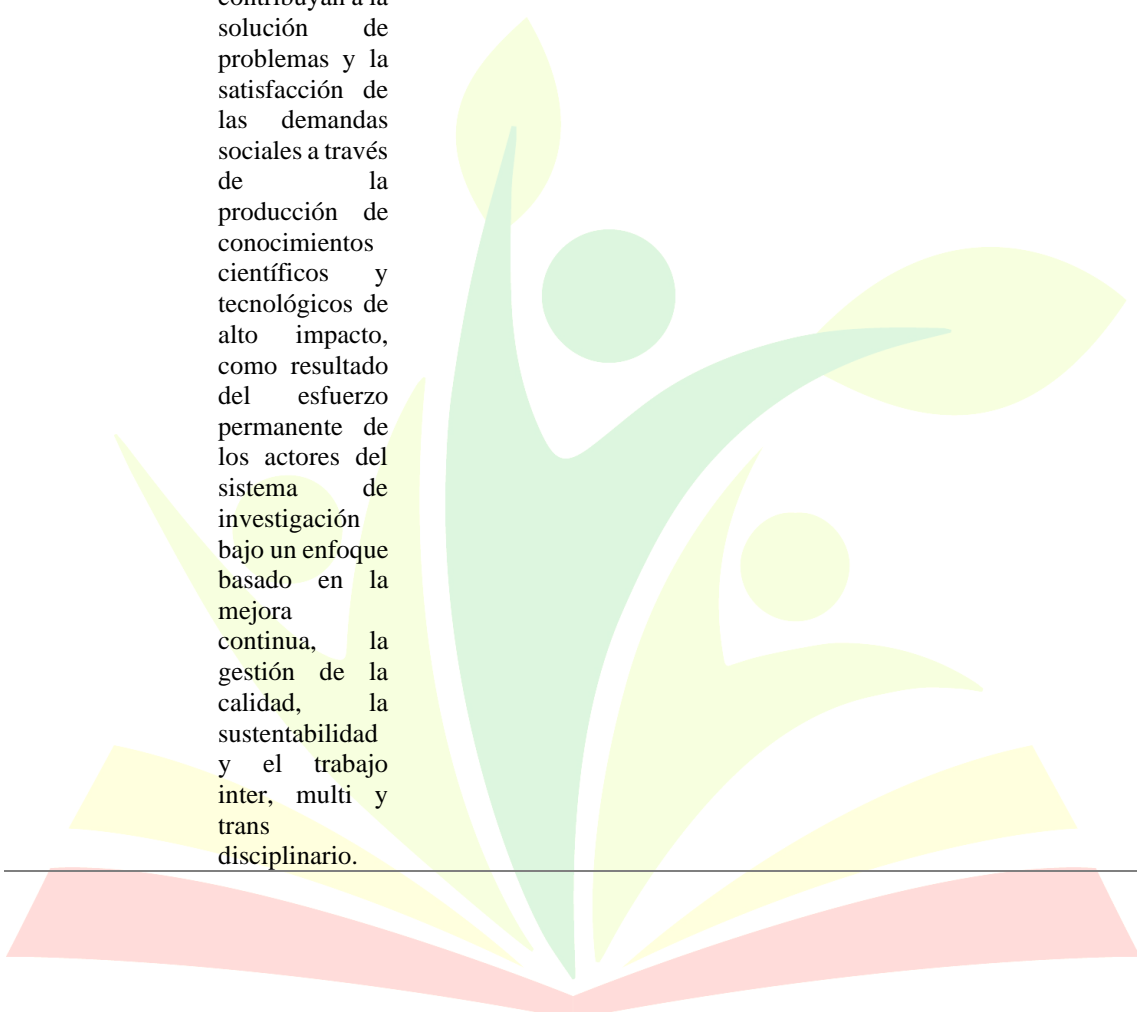 contribuyan a la
solución de
problemas y la
satisfacción de
las demandas
sociales a través
de la
producción de
conocimientos
científicos y
tecnológicos de
alto impacto,
como resultado
del esfuerzo
permanente de
los actores del
sistema de
investigación
bajo un enfoque
basado en la
mejora
continua, la
gestión de la
calidad, la
sustentabilidad
y el trabajo
inter, multi y
trans
disciplinario.